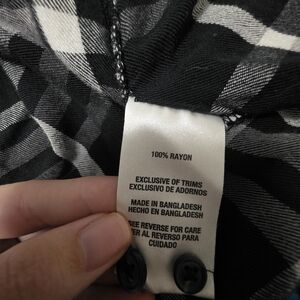 100% RAYON
EXCLUSIVE OF TRIMS
EXCLUSIVO DE ADORNOS
MADE IN BANGLADESH
HECHO EN BANGLADESH
SEE REVERSE FOR CARE
ER AL REVERSO PARA
CUIDADO